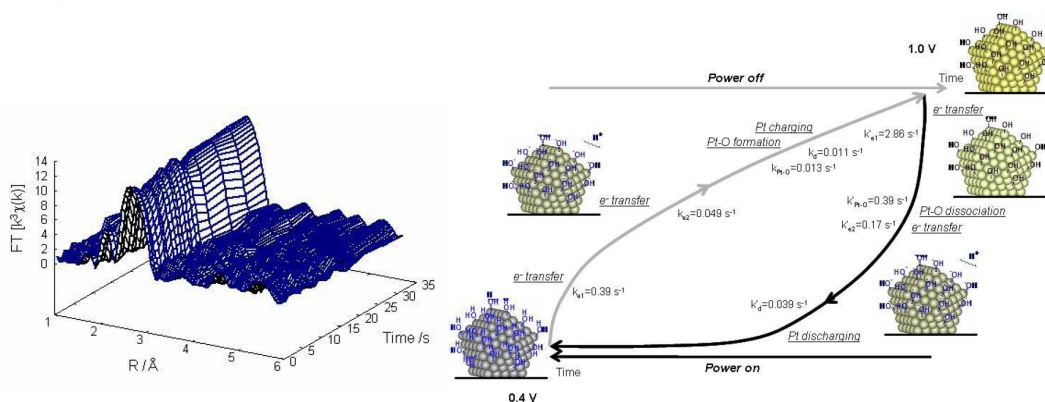 14
12
10
8
6
4
2
0
FT [k³χ(k)]
1
2
3
4
5
6
R / Å
0
5
10
15
20
25
30
35
Time /s
1.0 V
Power off
Time
e⁻ transfer
Pt charging
Pt-O formation
k'e1=2.86 s⁻¹
kd=0.011 s⁻¹
kPt-O=0.013 s⁻¹
H⁺
e⁻ transfer
ke2=0.049 s⁻¹
k'Pt-O=0.39 s⁻¹
Pt-O dissociation
k'e2=0.17 s⁻¹
e⁻ transfer
H⁺
e⁻ transfer
ke1=0.39 s⁻¹
k'd=0.039 s⁻¹
Pt discharging
Time
Power on
0.4 V